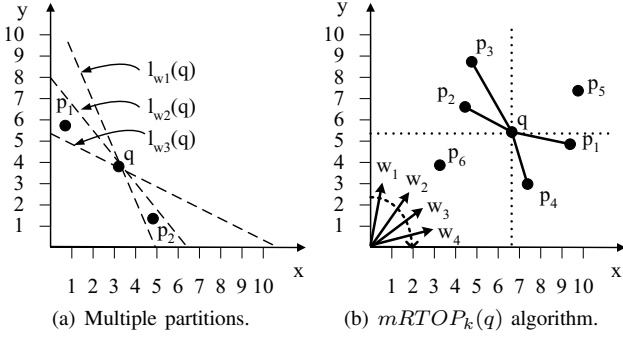 y
10
9
8
7
6
5
4
3
2
1
l_w1(q)
l_w2(q)
l_w3(q)
p_1
q
p_2
x
1 2 3 4 5 6 7 8 9 10
(a) Multiple partitions.
y
10
9
8
7
6
5
4
3
2
1
p_3
p_2
p_5
q
p_1
p_6
p_4
w_1
w_2
w_3
w_4
x
1 2 3 4 5 6 7 8 9 10
(b) mRTOP_k(q) algorithm.